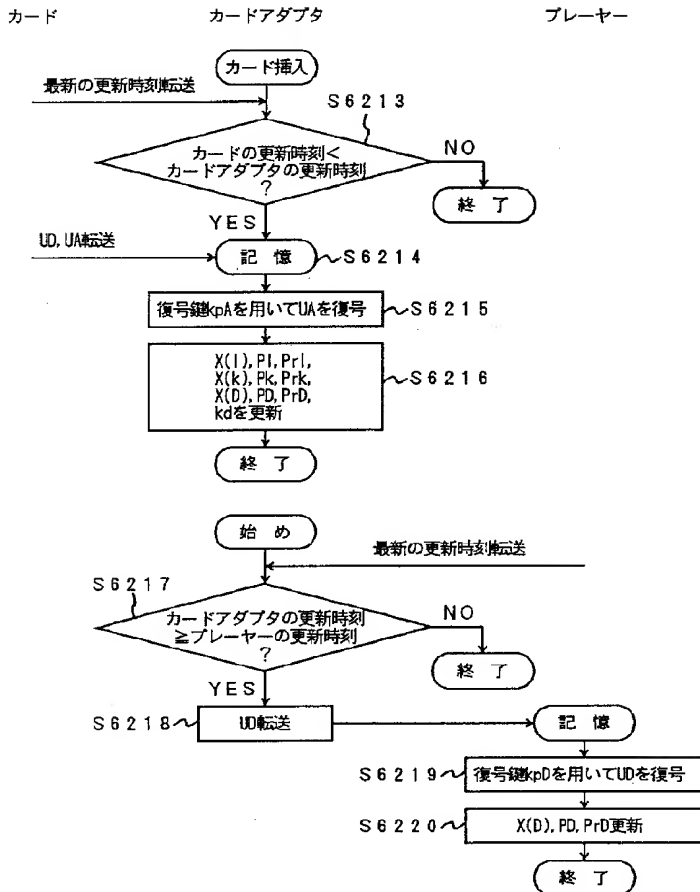 カード
カードアダプタ
プレーヤー
カード挿入
最新の更新時刻転送
S6213
カードの更新時刻<
カードアダプタの更新時刻
?
NO
終 了
YES
UD, UA転送
記 憶
S6214
復号鍵kpAを用いてUAを復号
S6215
X(l), Pl, Prl,
X(k), Pk, Prk,
X(D), PD, PrD,
kdを更新
S6216
終 了
始 め
最新の更新時刻転送
S6217
カードアダプタの更新時刻
≧プレーヤーの更新時刻
?
NO
終 了
YES
S6218
UD転送
記 憶
S6219
復号鍵kpDを用いてUDを復号
S6220
X(D), PD, PrD更新
終 了